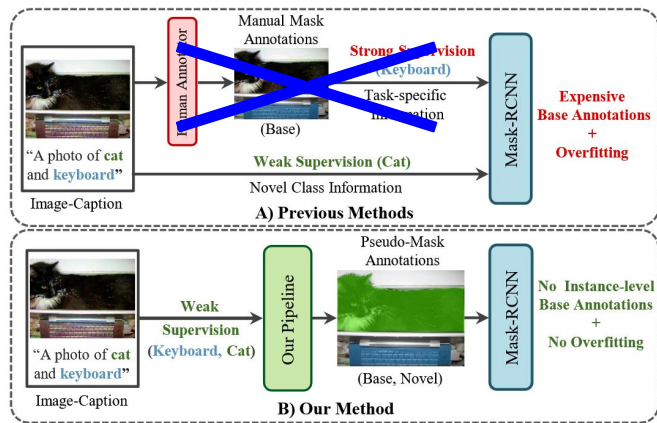 Manual Mask
Annotations
Strong Supervision
(Keyboard)
Task-specific
(Base)
Mask-RCNN
Expensive
Base Annotations
+
Overfitting
"A photo of cat
and keyboard"
Image-Caption
Weak Supervision (Cat)
Novel Class Information
A) Previous Methods
Pseudo-Mask
Annotations
Weak
Supervision
(Keyboard, Cat)
Our Pipeline
(Base, Novel)
Mask-RCNN
No Instance-level
Base Annotations
+
No Overfitting
"A photo of cat
and keyboard"
Image-Caption
B) Our Method